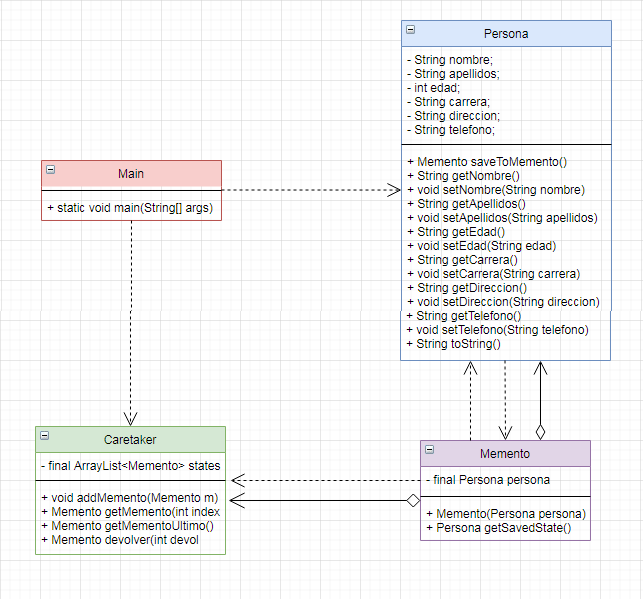 Persona
- String nombre;
- String apellidos;
- int edad;
- String carrera;
- String direccion;
- String telefono;
+ Memento saveToMemento()
+ String getNombre()
+ void setNombre(String nombre)
+ String getApellidos()
+ void setApellidos(String apellidos)
+ String getEdad()
+ void setEdad(String edad)
+ String getCarrera()
+ void setCarrera(String carrera)
+ String getDireccion()
+ void setDireccion(String direccion)
+ String getTelefono()
+ void setTelefono(String telefono)
+ String toString()
Main
+ static void main(String[] args)
Caretaker
- final ArrayList<Memento> states
+ void addMemento(Memento m)
+ Memento getMemento(int index
+ Memento getMementoUltimo()
+ Memento devolver(int devol
Memento
- final Persona persona
+ Memento(Persona persona)
+ Persona getSavedState()